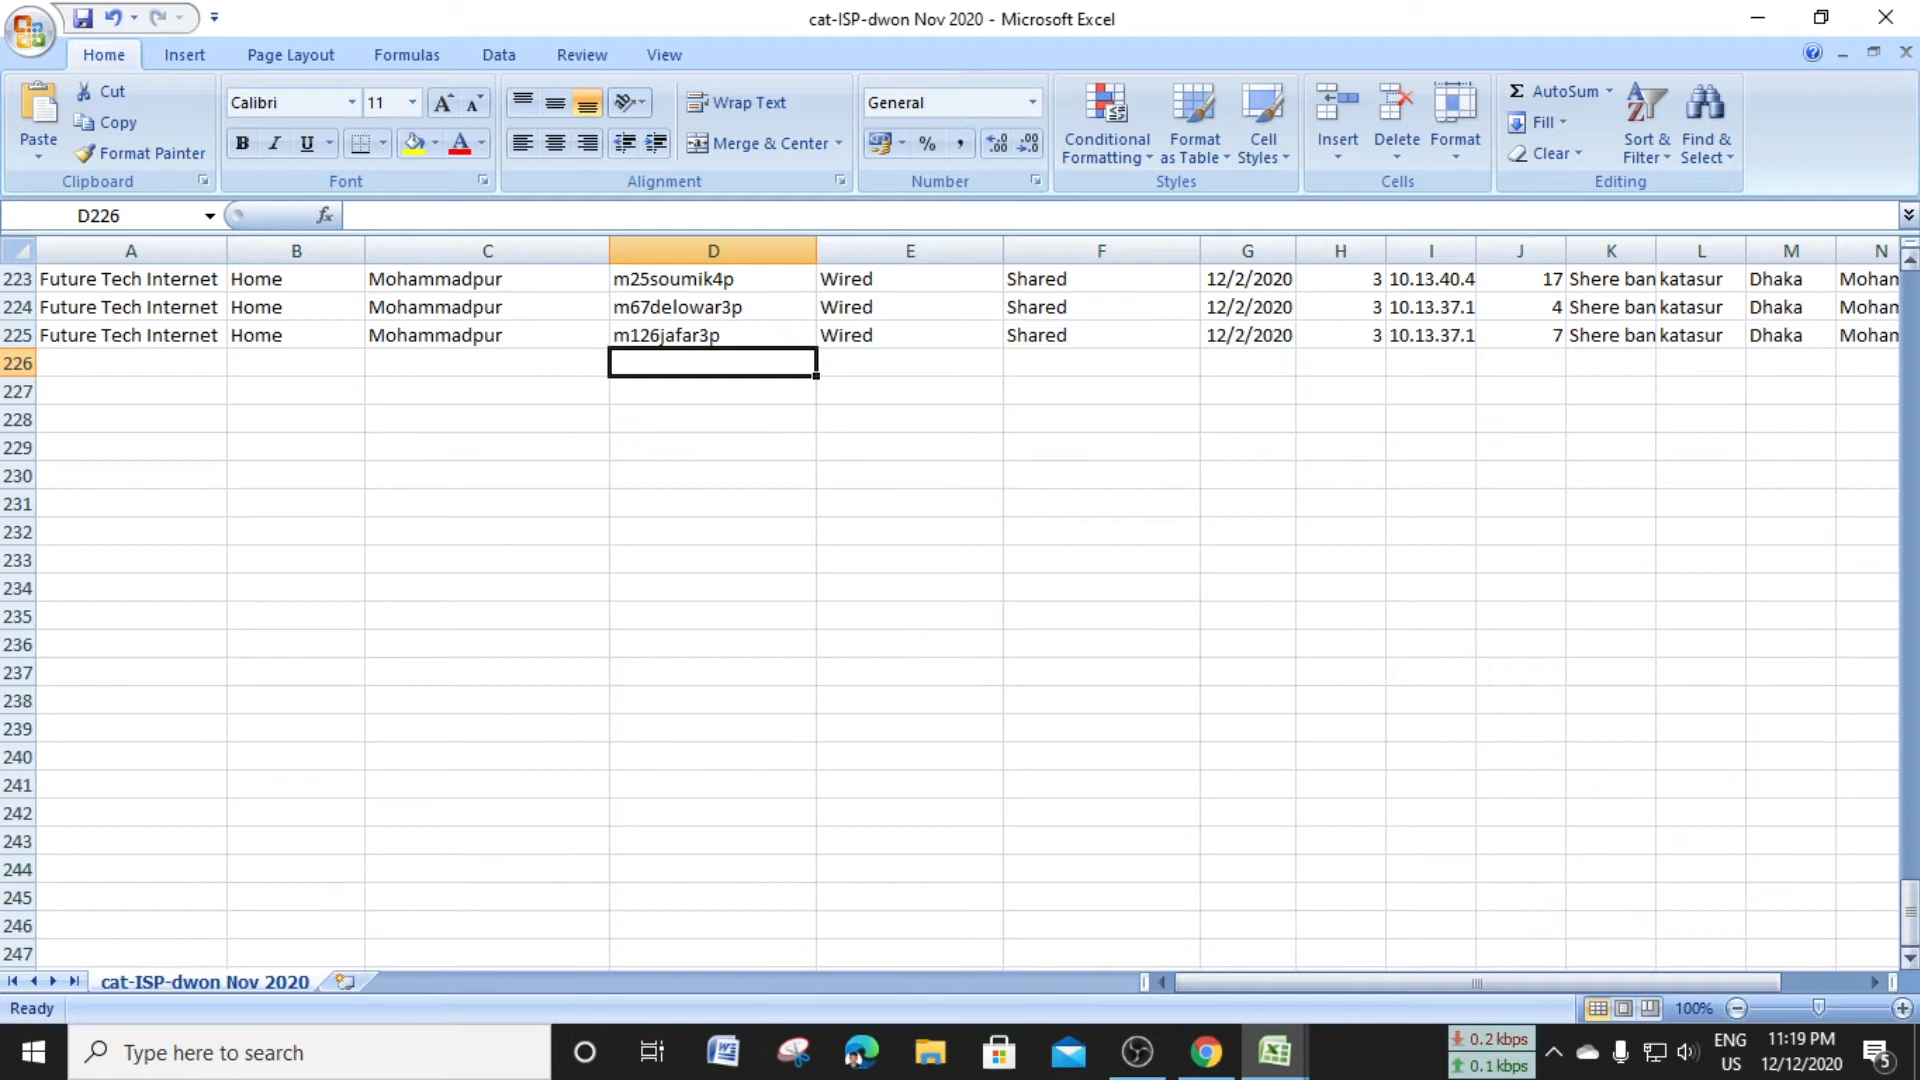 cat-ISP-dwon Nov 2020 - Microsoft Excel
Home Insert Page Layout Formulas Data Review View
Paste
Cut
Copy
Format Painter
Clipboard
Calibri 11
B I U
Font
Wrap Text
Merge & Center
Alignment
General
% ,
Number
Conditional Formatting
Format as Table
Cell Styles
Styles
Insert
Delete
Format
Cells
Σ AutoSum
Fill
Clear
Sort & Filter
Find & Select
Editing
D226 fx
A B C D E F G H I J K L M N
223 Future Tech Internet Home Mohammadpur m25soumik4p Wired Shared 12/2/2020 3 10.13.40.4 17 Shere ban katasur Dhaka Moham
224 Future Tech Internet Home Mohammadpur m67delowar3p Wired Shared 12/2/2020 3 10.13.37.1 4 Shere ban katasur Dhaka Moham
225 Future Tech Internet Home Mohammadpur m126jafar3p Wired Shared 12/2/2020 3 10.13.37.1 7 Shere ban katasur Dhaka Moham
226
227
228
229
230
231
232
233
234
235
236
237
238
239
240
241
242
243
244
245
246
247
cat-ISP-dwon Nov 2020
Ready 100%
Type here to search
0.2 kbps
0.1 kbps
ENG
US
11:19 PM
12/12/2020
5